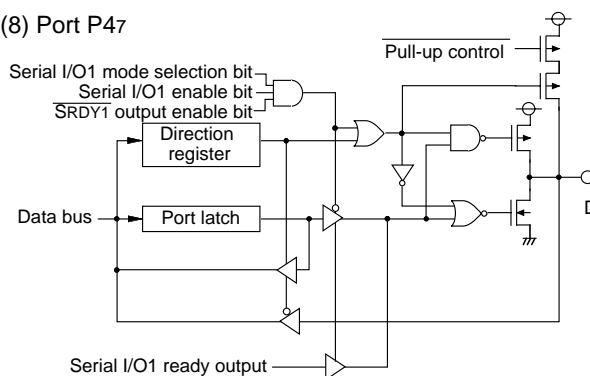 (8) Port P47
Pull-up control
Serial I/O1 mode selection bit
Serial I/O1 enable bit
SRDY1 output enable bit
Direction
register
Data bus
Port latch
D
Serial I/O1 ready output